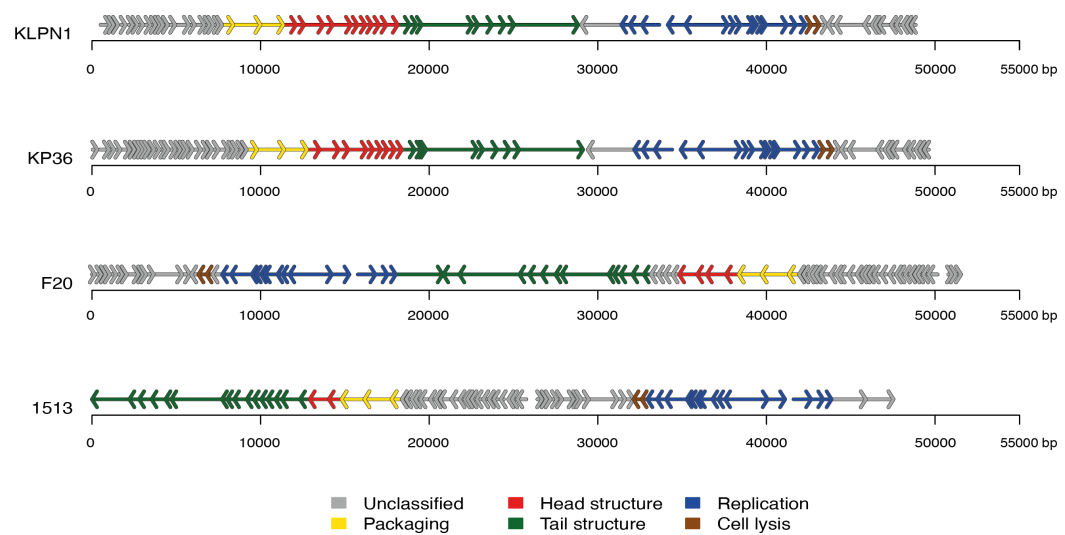 KLPN1
0 10000 20000 30000 40000 50000 55000 bp
KP36
0 10000 20000 30000 40000 50000 55000 bp
F20
0 10000 20000 30000 40000 50000 55000 bp
1513
0 10000 20000 30000 40000 50000 55000 bp
Unclassified Head structure Replication
Packaging Tail structure Cell lysis